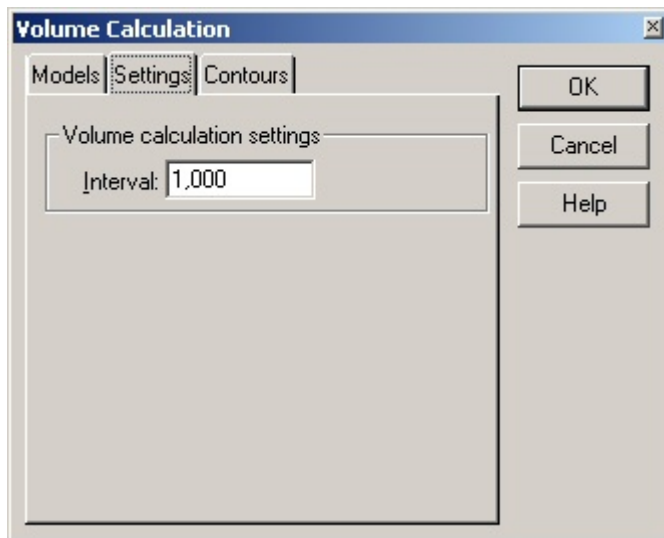 Volume Calculation
Models Settings Contours
OK
Volume calculation settings
Cancel
Interval: 1,000
Help